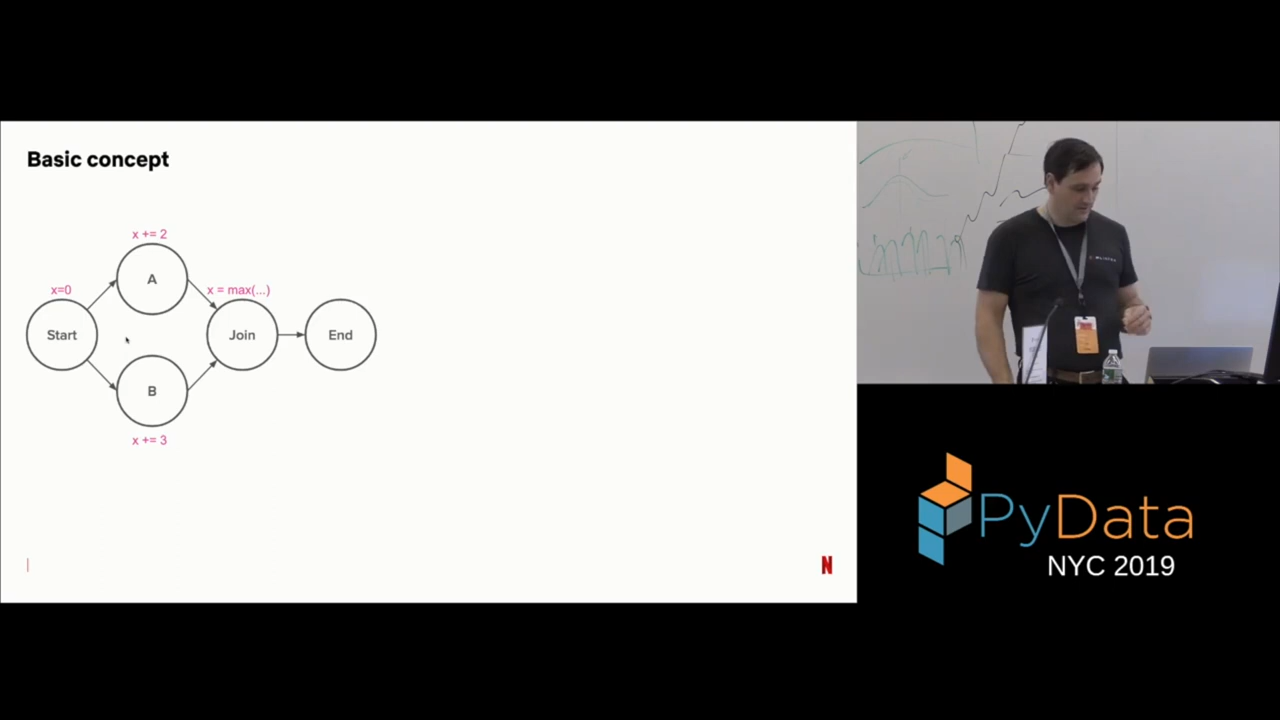 Basic concept
x += 2
A
x=0
x = max(...)
Start
Join
End
B
x += 3
N
PyData
NYC 2019